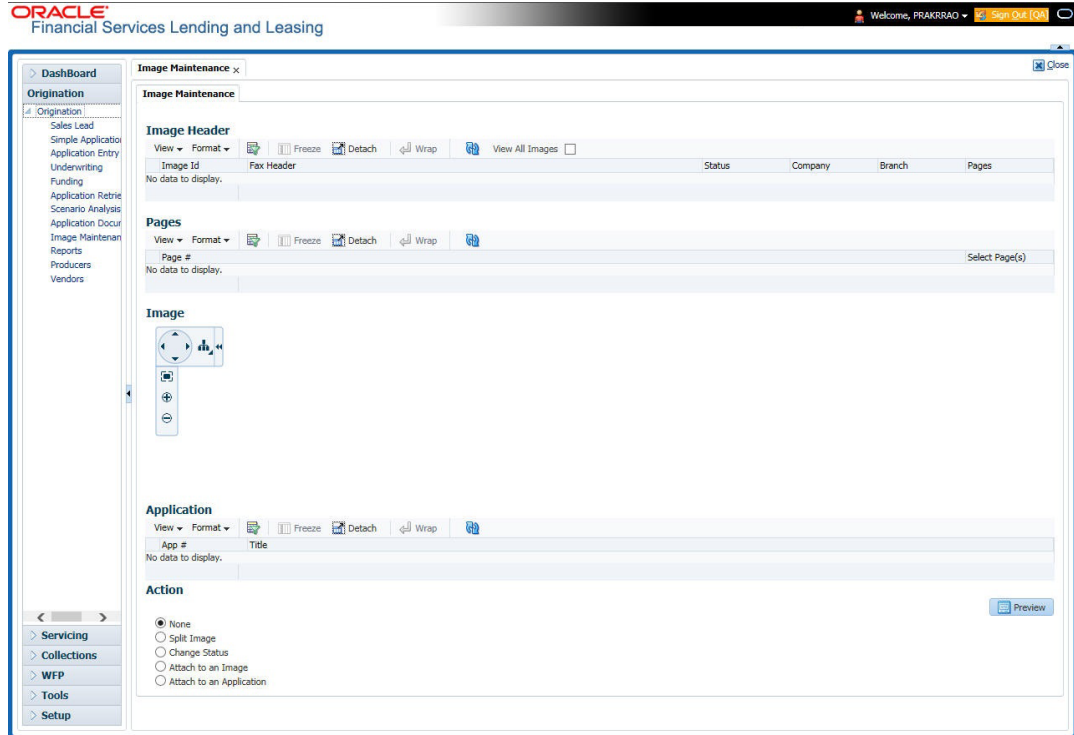 ORACLE
Financial Services Lending and Leasing
Welcome, PRAKRRAO Sign Out [QA]
Close
DashBoard
Origination
Origination
Sales Lead
Simple Application
Application Entry
Underwriting
Funding
Application Retrie
Scenario Analysis
Application Docum
Image Maintenan
Reports
Producers
Vendors
Servicing
Collections
WFP
Tools
Setup
Image Maintenance x
Image Maintenance
Image Header
View Format Freeze Detach Wrap View All Images
Image Id Fax Header Status Company Branch Pages
No data to display.
Pages
View Format Freeze Detach Wrap
Page # Select Page(s)
No data to display.
Image
Application
View Format Freeze Detach Wrap
App # Title
No data to display.
Action
Preview
None
Split Image
Change Status
Attach to an Image
Attach to an Application